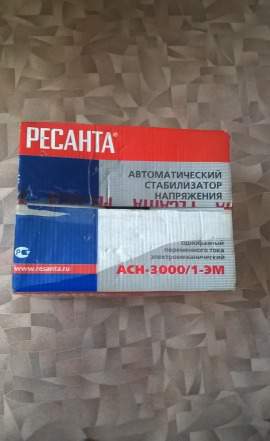 РЕСАНТА®
АВТОМАТИЧЕСКИЙ
СТАБИЛИЗАТОР
НАПРЯЖЕНИЯ
однофазный
переменного тока
электромеханический
www.resanta.ru
АСН-3000/1-ЭМ